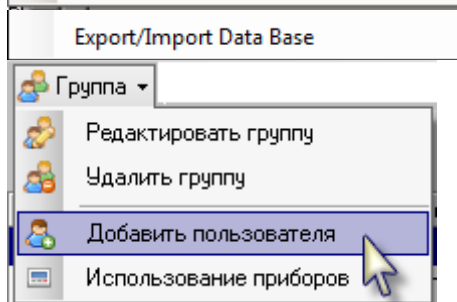 Export/Import Data Base
Группа
Редактировать группу
Удалить группу
Добавить пользователя
Использование приборов